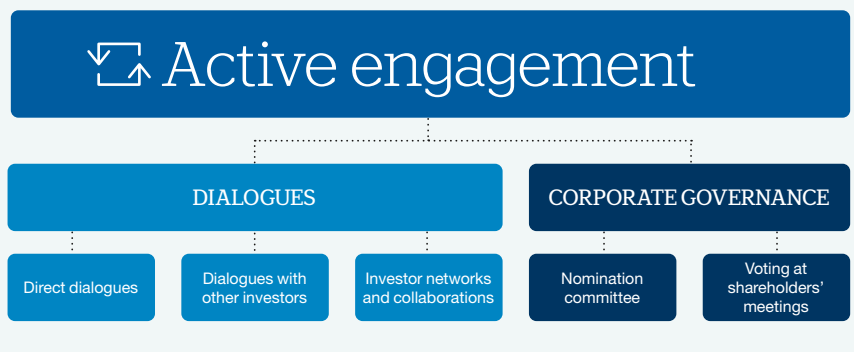 Active engagement
DIALOGUES
CORPORATE GOVERNANCE
Direct dialogues
Dialogues with
other investors
Investor networks
and collaborations
Nomination
committee
Voting at
shareholders’
meetings